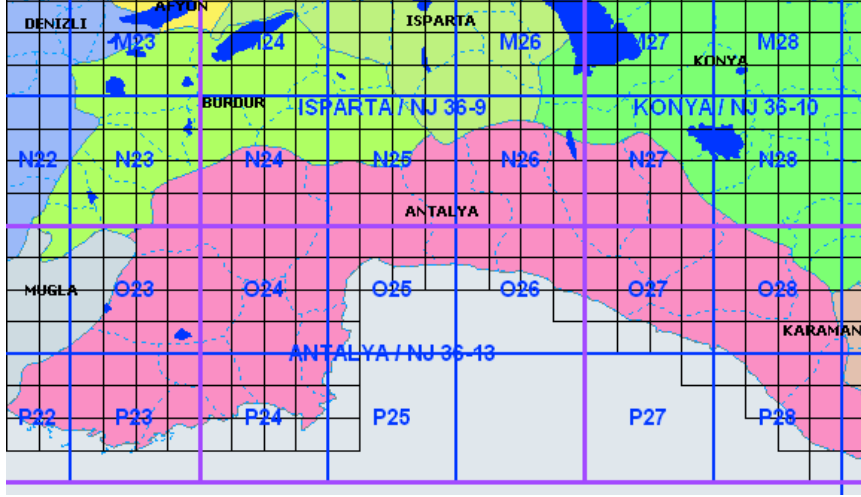 AFYON
DENIZLI
ISPARTA
M23
M24
M26
M27
M28
KONYA
BURDUR
ISPARTA / NJ 36-9
KONYA / NJ 36-10
N22
N23
N24
N25
N26
N27
N28
ANTALYA
MUGLA
O23
O24
O25
O26
O27
O28
KARAMAN
ANTALYA / NJ 36-13
P22
P23
P24
P25
P27
P28